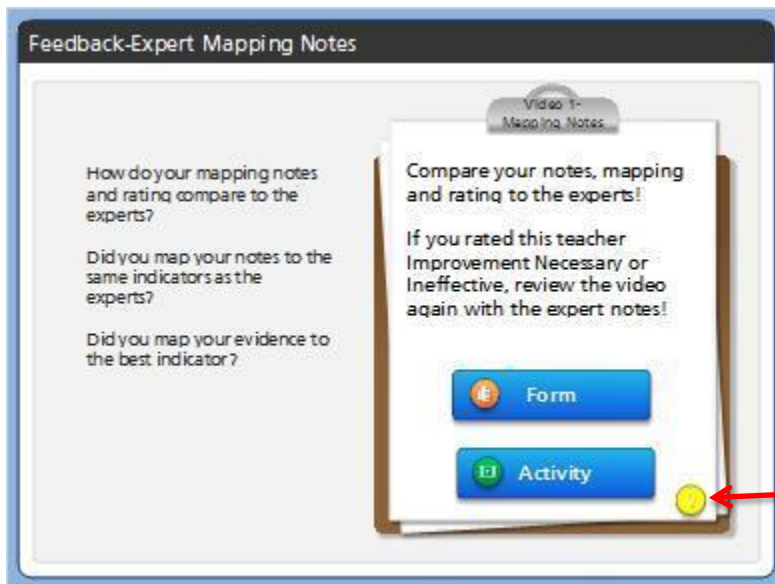 Feedback-Expert Mapping Notes
How do your mapping notes
and rating compare to the
experts?
Did you map your notes to the
same indicators as the
experts?
Did you map your evidence to
the best indicator?
Video 1-
Mapping Notes
Compare your notes, mapping
and rating to the experts!
If you rated this teacher
Improvement Necessary or
Ineffective, review the video
again with the expert notes!
Form
Activity